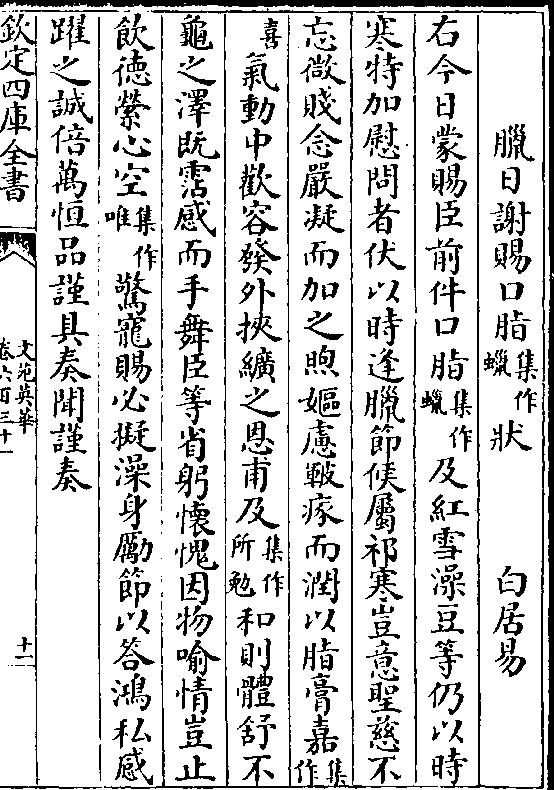 臘日謝賜口脂集作蠟狀　白居易
右今日蒙賜臣前件口脂集作蠟及紅雪澡豆等仍以時
寒特加慰問者伏以時逢臘節候屬祁寒豈意聖慈不
忘微賤念嚴凝而加之煦嫗慮皸瘃而潤以脂膏嘉集作
喜氣動中歡容發外挾纊之恩甫及集作所勉和則體舒不
龜之澤既霑感而手舞臣等省躬懷愧因物喻情豈止
飲德縈心空集作唯驚寵賜必擬澡身勵節以答鴻私感
躍之誠倍萬恒品謹具奏聞謹奏
欽定四庫全書
文苑英華
卷六百三十一
十二